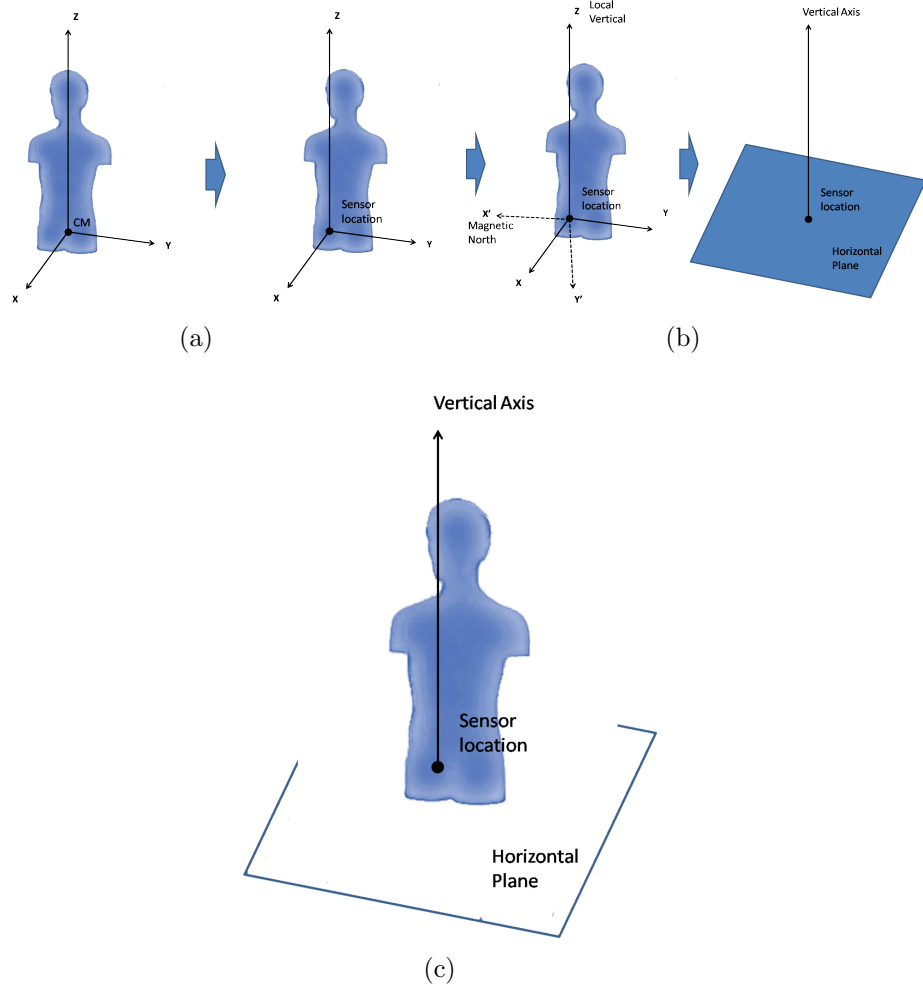 Z
CM
Y
X
(a)
Z
Sensor
location
Y
X
Z
Local
Vertical
X'
Magnetic
North
Sensor
location
Y
X
Y'
(b)
Vertical Axis
Sensor
location
Horizontal
Plane
Vertical Axis
Sensor
location
Horizontal
Plane
(c)